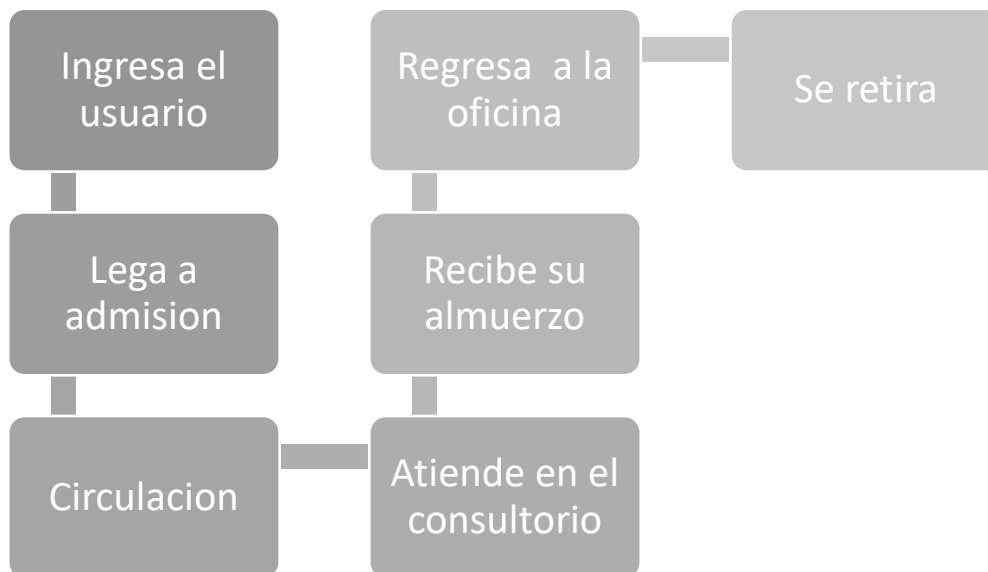 Ingresa el
usuario
Lega a
admision
Circulacion
Atiende en el
consultorio
Recibe su
almuerzo
Regresa  a la
oficina
Se retira